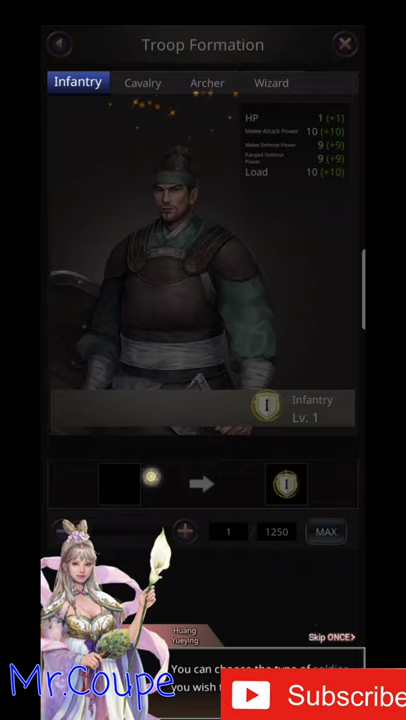 Troop Formation
Infantry
Cavalry
Archer
Wizard
HP 1 (+1)
Melee Attack Power 10 (+10)
Melee Defense Power 9 (+9)
Ranged Defense
Power 9 (+9)
Load 10 (+10)
I
Infantry
Lv. 1
I
1
1250
MAX
Huang
Yueying
Skip ONCE>
You can choose the type of soldier
you wish
Mr.Coupe
Subscribe